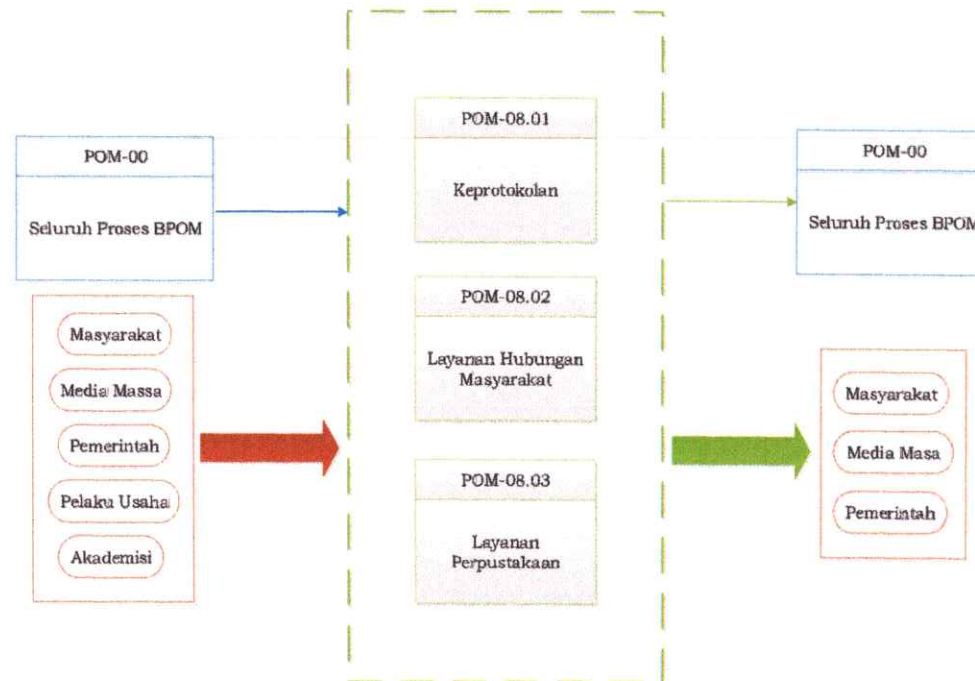 POM-00
Seluruh Proses BPOM
Masyarakat
Media Massa
Pemerintah
Pelaku Usaha
Akademisi
POM-08.01
Keprotokolan
POM-08.02
Layanan Hubungan
Masyarakat
POM-08.03
Layanan
Perpustakaan
POM-00
Seluruh Proses BPOM
Masyarakat
Media Masa
Pemerintah